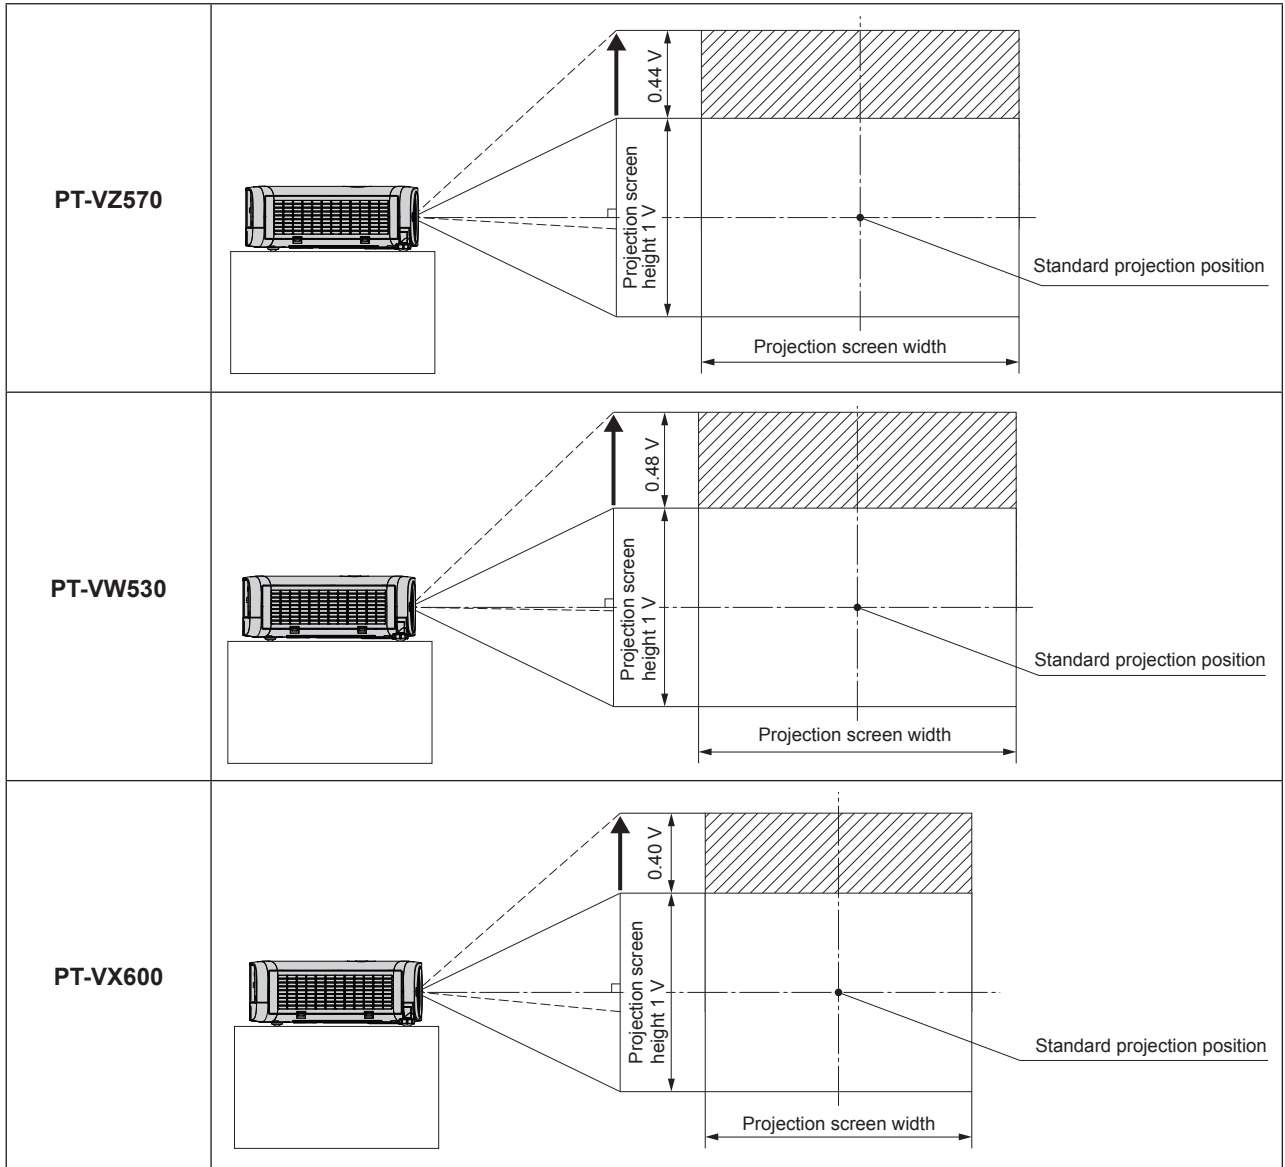 PT-VZ570
0.44 V
Projection screen
height 1 V
Standard projection position
Projection screen width
PT-VW530
0.48 V
Projection screen
height 1 V
Standard projection position
Projection screen width
PT-VX600
0.40 V
Projection screen
height 1 V
Standard projection position
Projection screen width